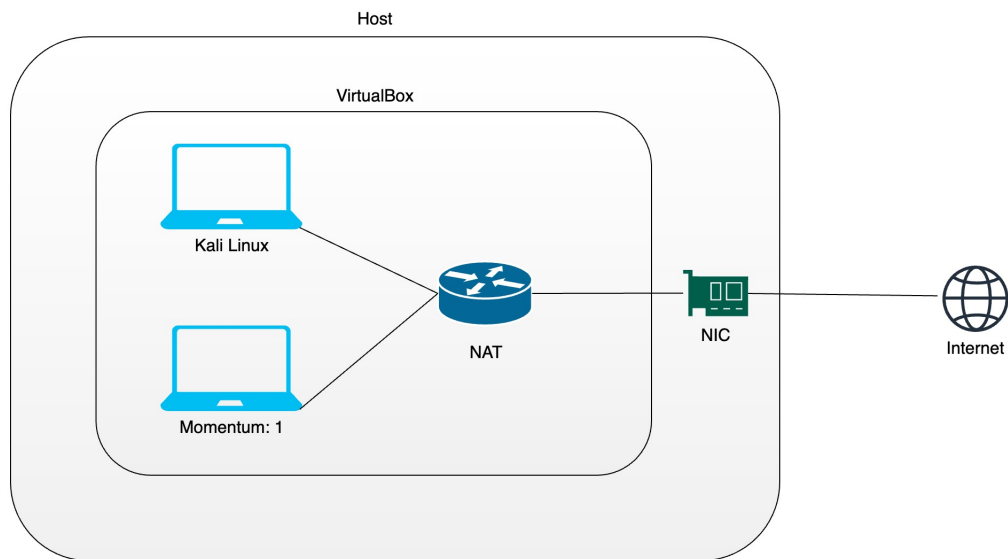 Host
VirtualBox
Kali Linux
NAT
NIC
Internet
Momentum: 1